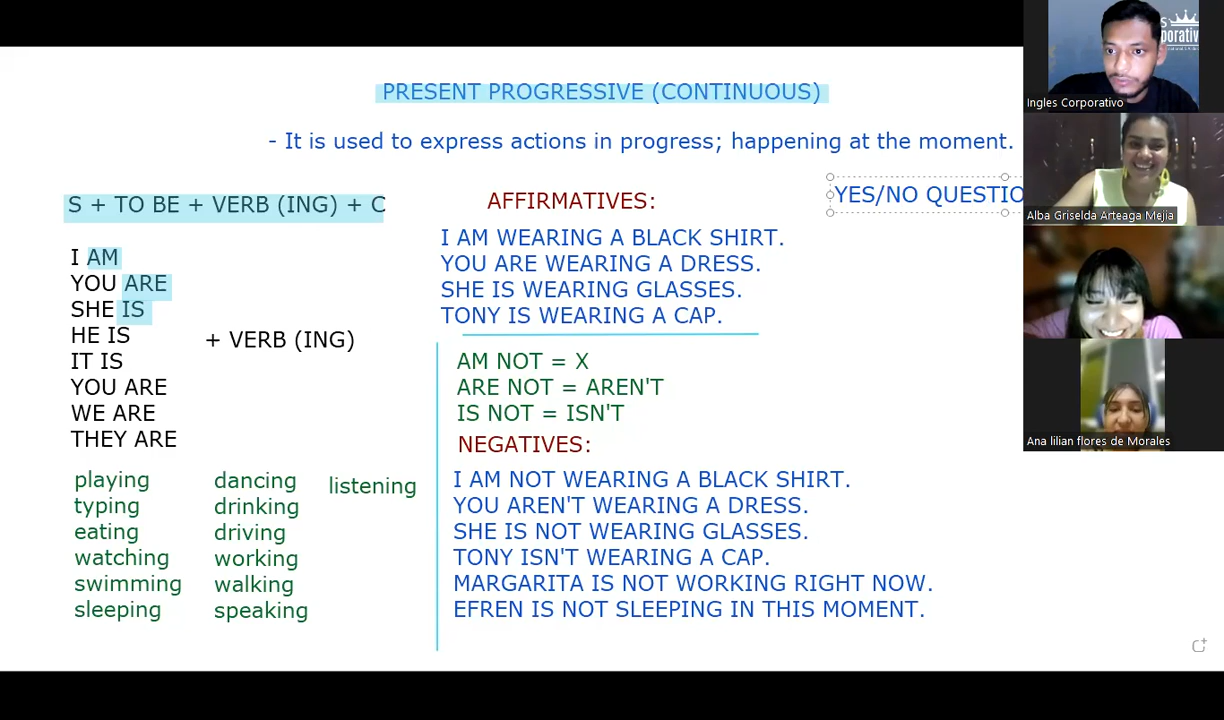 PRESENT PROGRESSIVE (CONTINUOUS)
- It is used to express actions in progress; happening at the moment.
S + TO BE + VERB (ING) + C
I AM
YOU ARE
SHE IS
HE IS
IT IS
YOU ARE
WE ARE
THEY ARE
+ VERB (ING)
playing
typing
eating
watching
swimming
sleeping
dancing
drinking
driving
working
walking
speaking
listening
AFFIRMATIVES:
I AM WEARING A BLACK SHIRT.
YOU ARE WEARING A DRESS.
SHE IS WEARING GLASSES.
TONY IS WEARING A CAP.
AM NOT = X
ARE NOT = AREN'T
IS NOT = ISN'T
NEGATIVES:
I AM NOT WEARING A BLACK SHIRT.
YOU AREN'T WEARING A DRESS.
SHE IS NOT WEARING GLASSES.
TONY ISN'T WEARING A CAP.
MARGARITA IS NOT WORKING RIGHT NOW.
EFREN IS NOT SLEEPING IN THIS MOMENT.
YES/NO QUESTIO
Ingles Corporativo
Alba Griselda Arteaga Mejia
Ana lilian flores de Morales